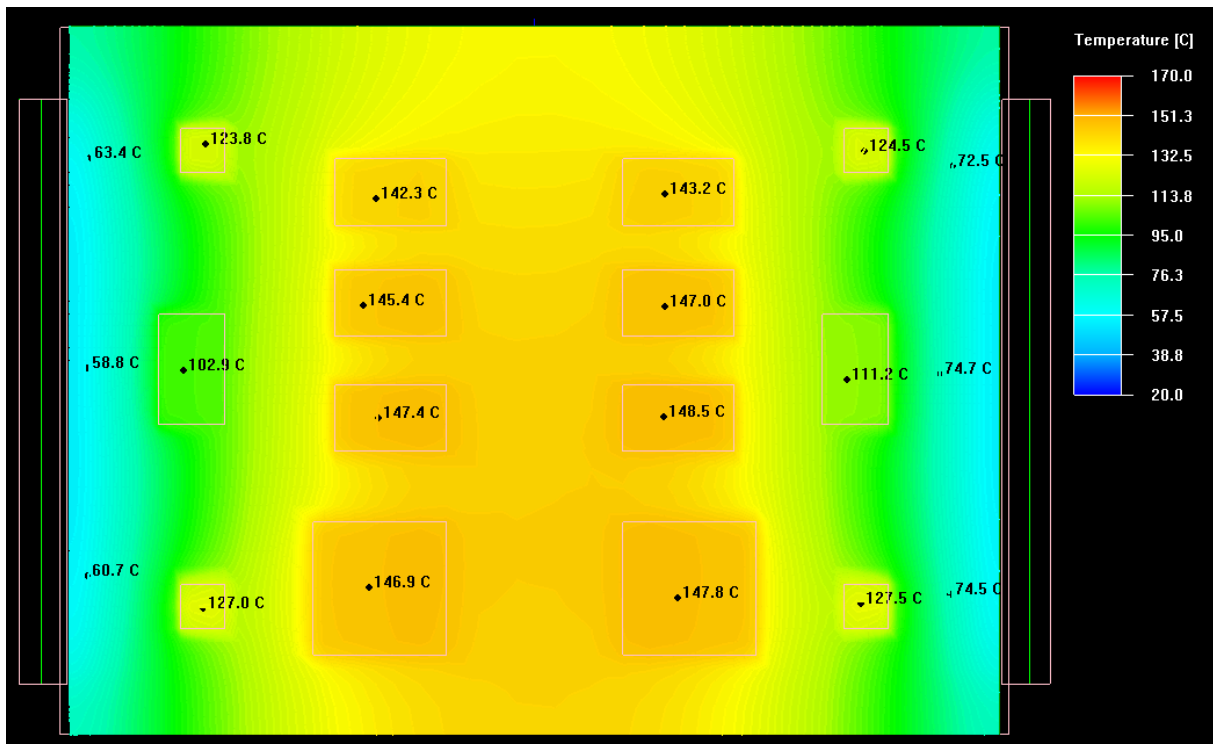 Temperature [C]
170.0
151.3
132.5
113.8
95.0
76.3
57.5
38.8
20.0
123.8 C
124.5 C
63.4 C
72.5 C
142.3 C
143.2 C
145.4 C
147.0 C
58.8 C
102.9 C
111.2 C
74.7 C
147.4 C
148.5 C
60.7 C
146.9 C
147.8 C
74.5 C
127.0 C
127.5 C